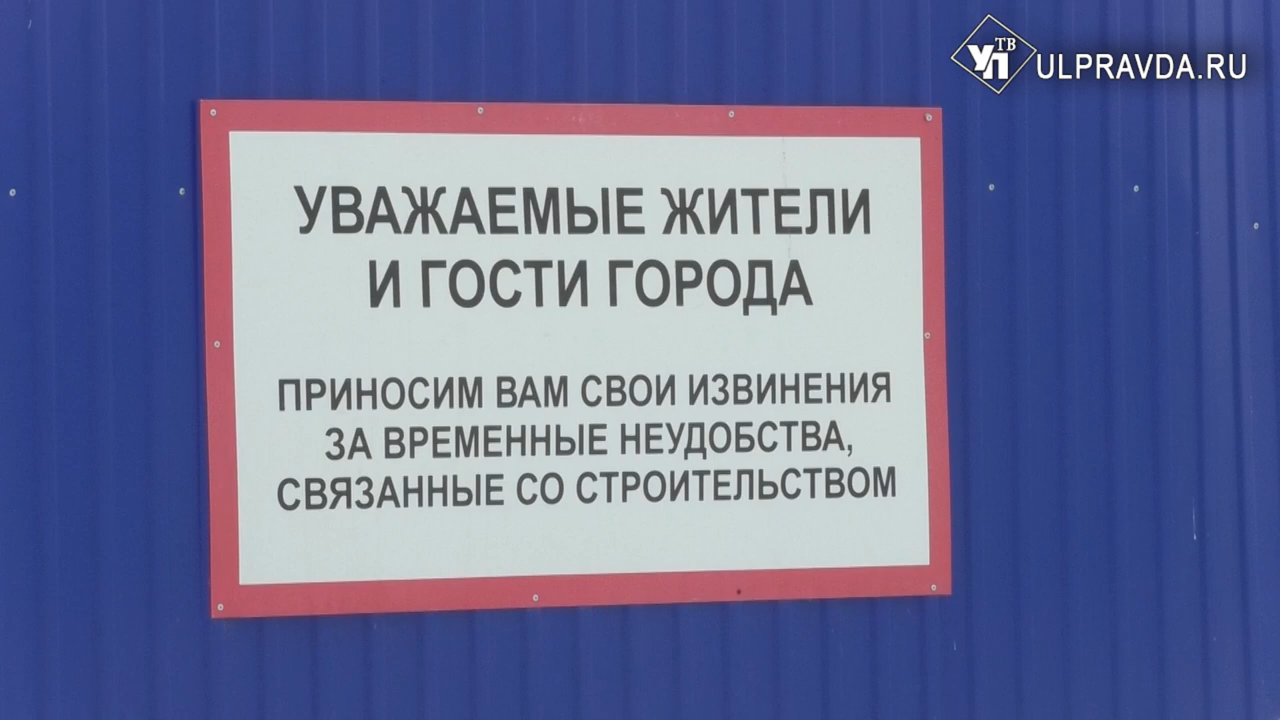 УП ТВ ULPRAVDA.RU
УВАЖАЕМЫЕ ЖИТЕЛИ
И ГОСТИ ГОРОДА
ПРИНОСИМ ВАМ СВОИ ИЗВИНЕНИЯ
ЗА ВРЕМЕННЫЕ НЕУДОБСТВА,
СВЯЗАННЫЕ СО СТРОИТЕЛЬСТВОМ